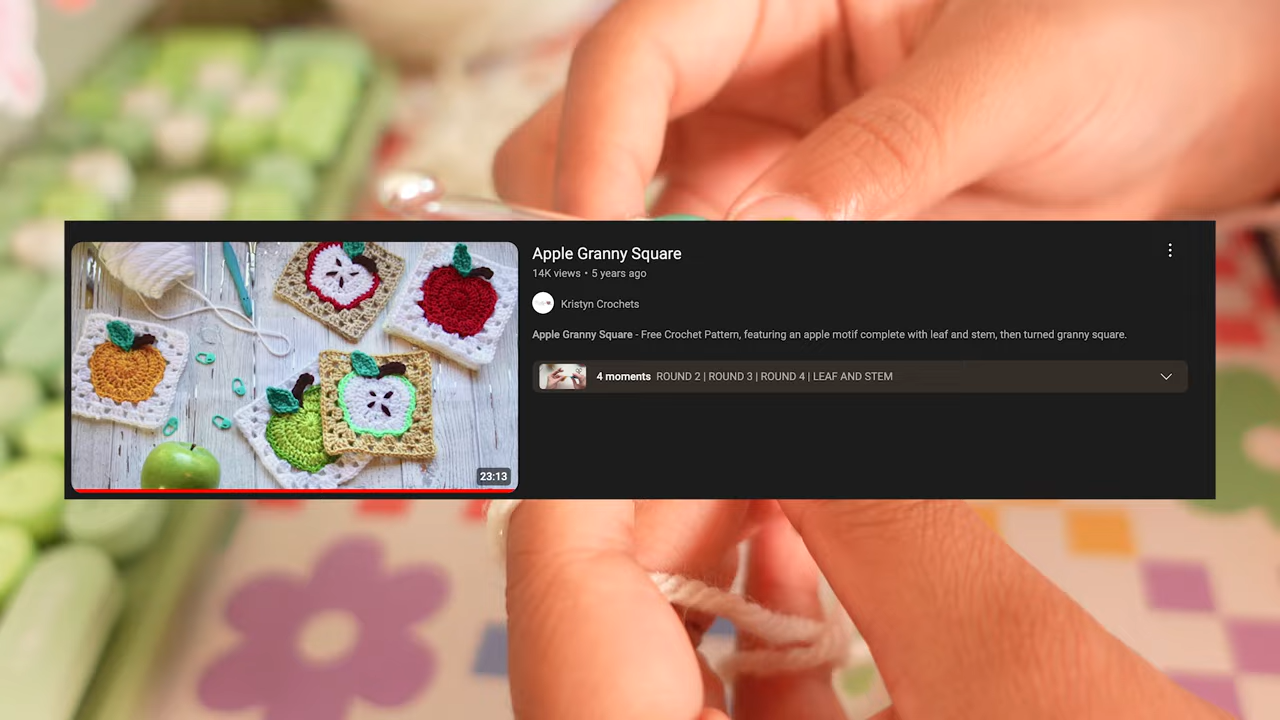 Apple Granny Square
14K views • 5 years ago
Kristyn Crochets
Apple Granny Square - Free Crochet Pattern, featuring an apple motif complete with leaf and stem, then turned granny square.
4 moments ROUND 2 | ROUND 3 | ROUND 4 | LEAF AND STEM
23:13